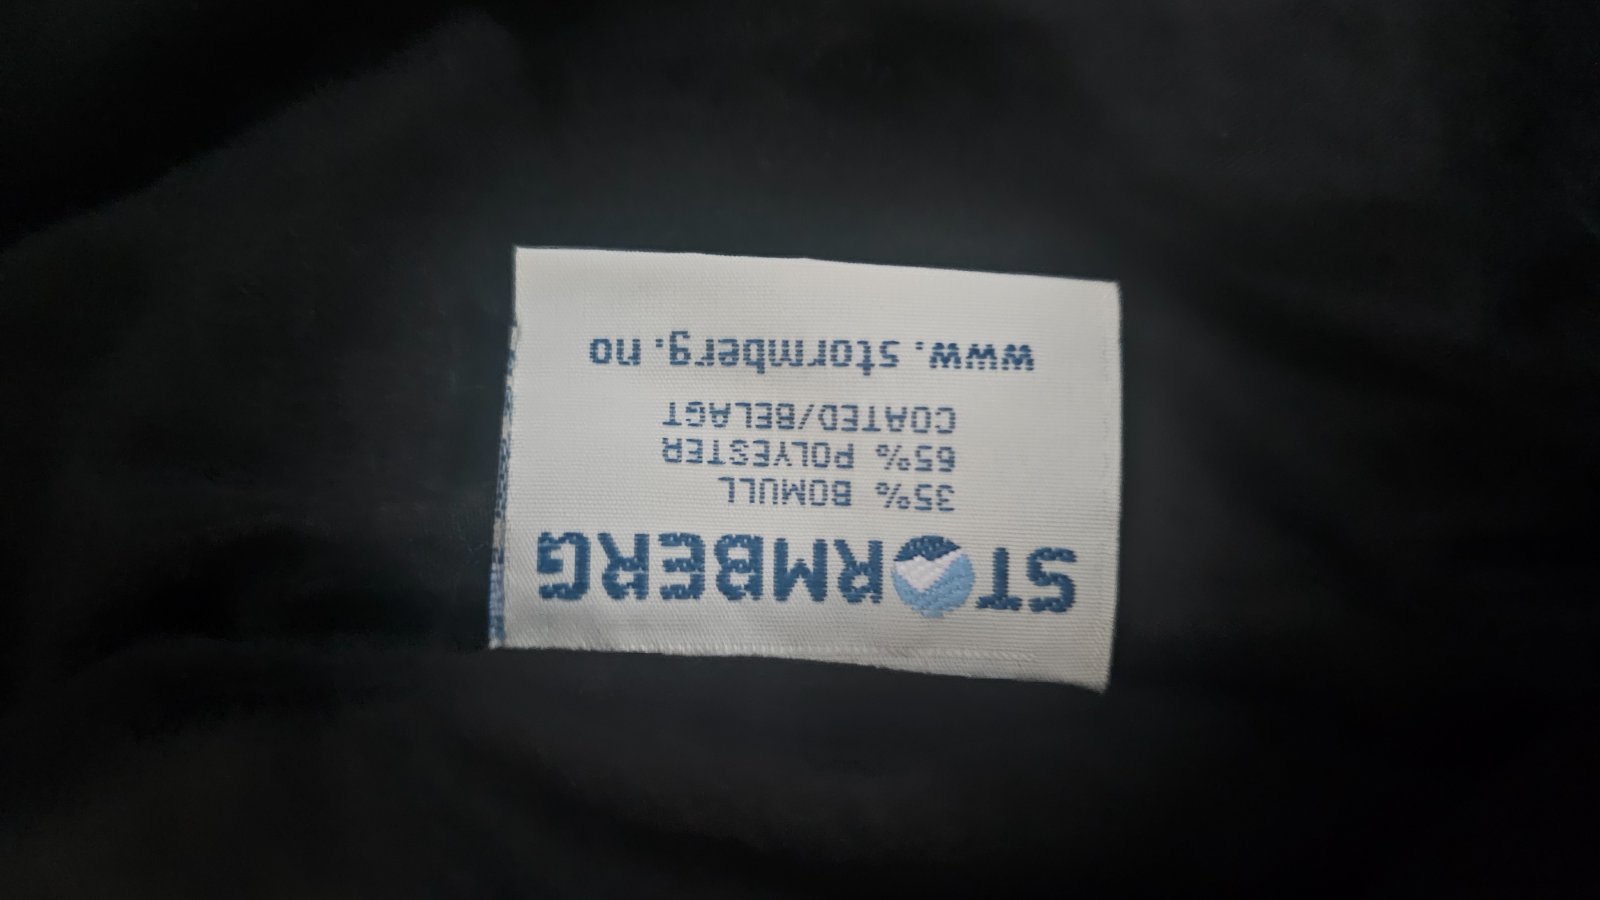 STORMBERG
35% BOMULL
65% POLYESTER
COATED/BELAGT
www.stormberg.no